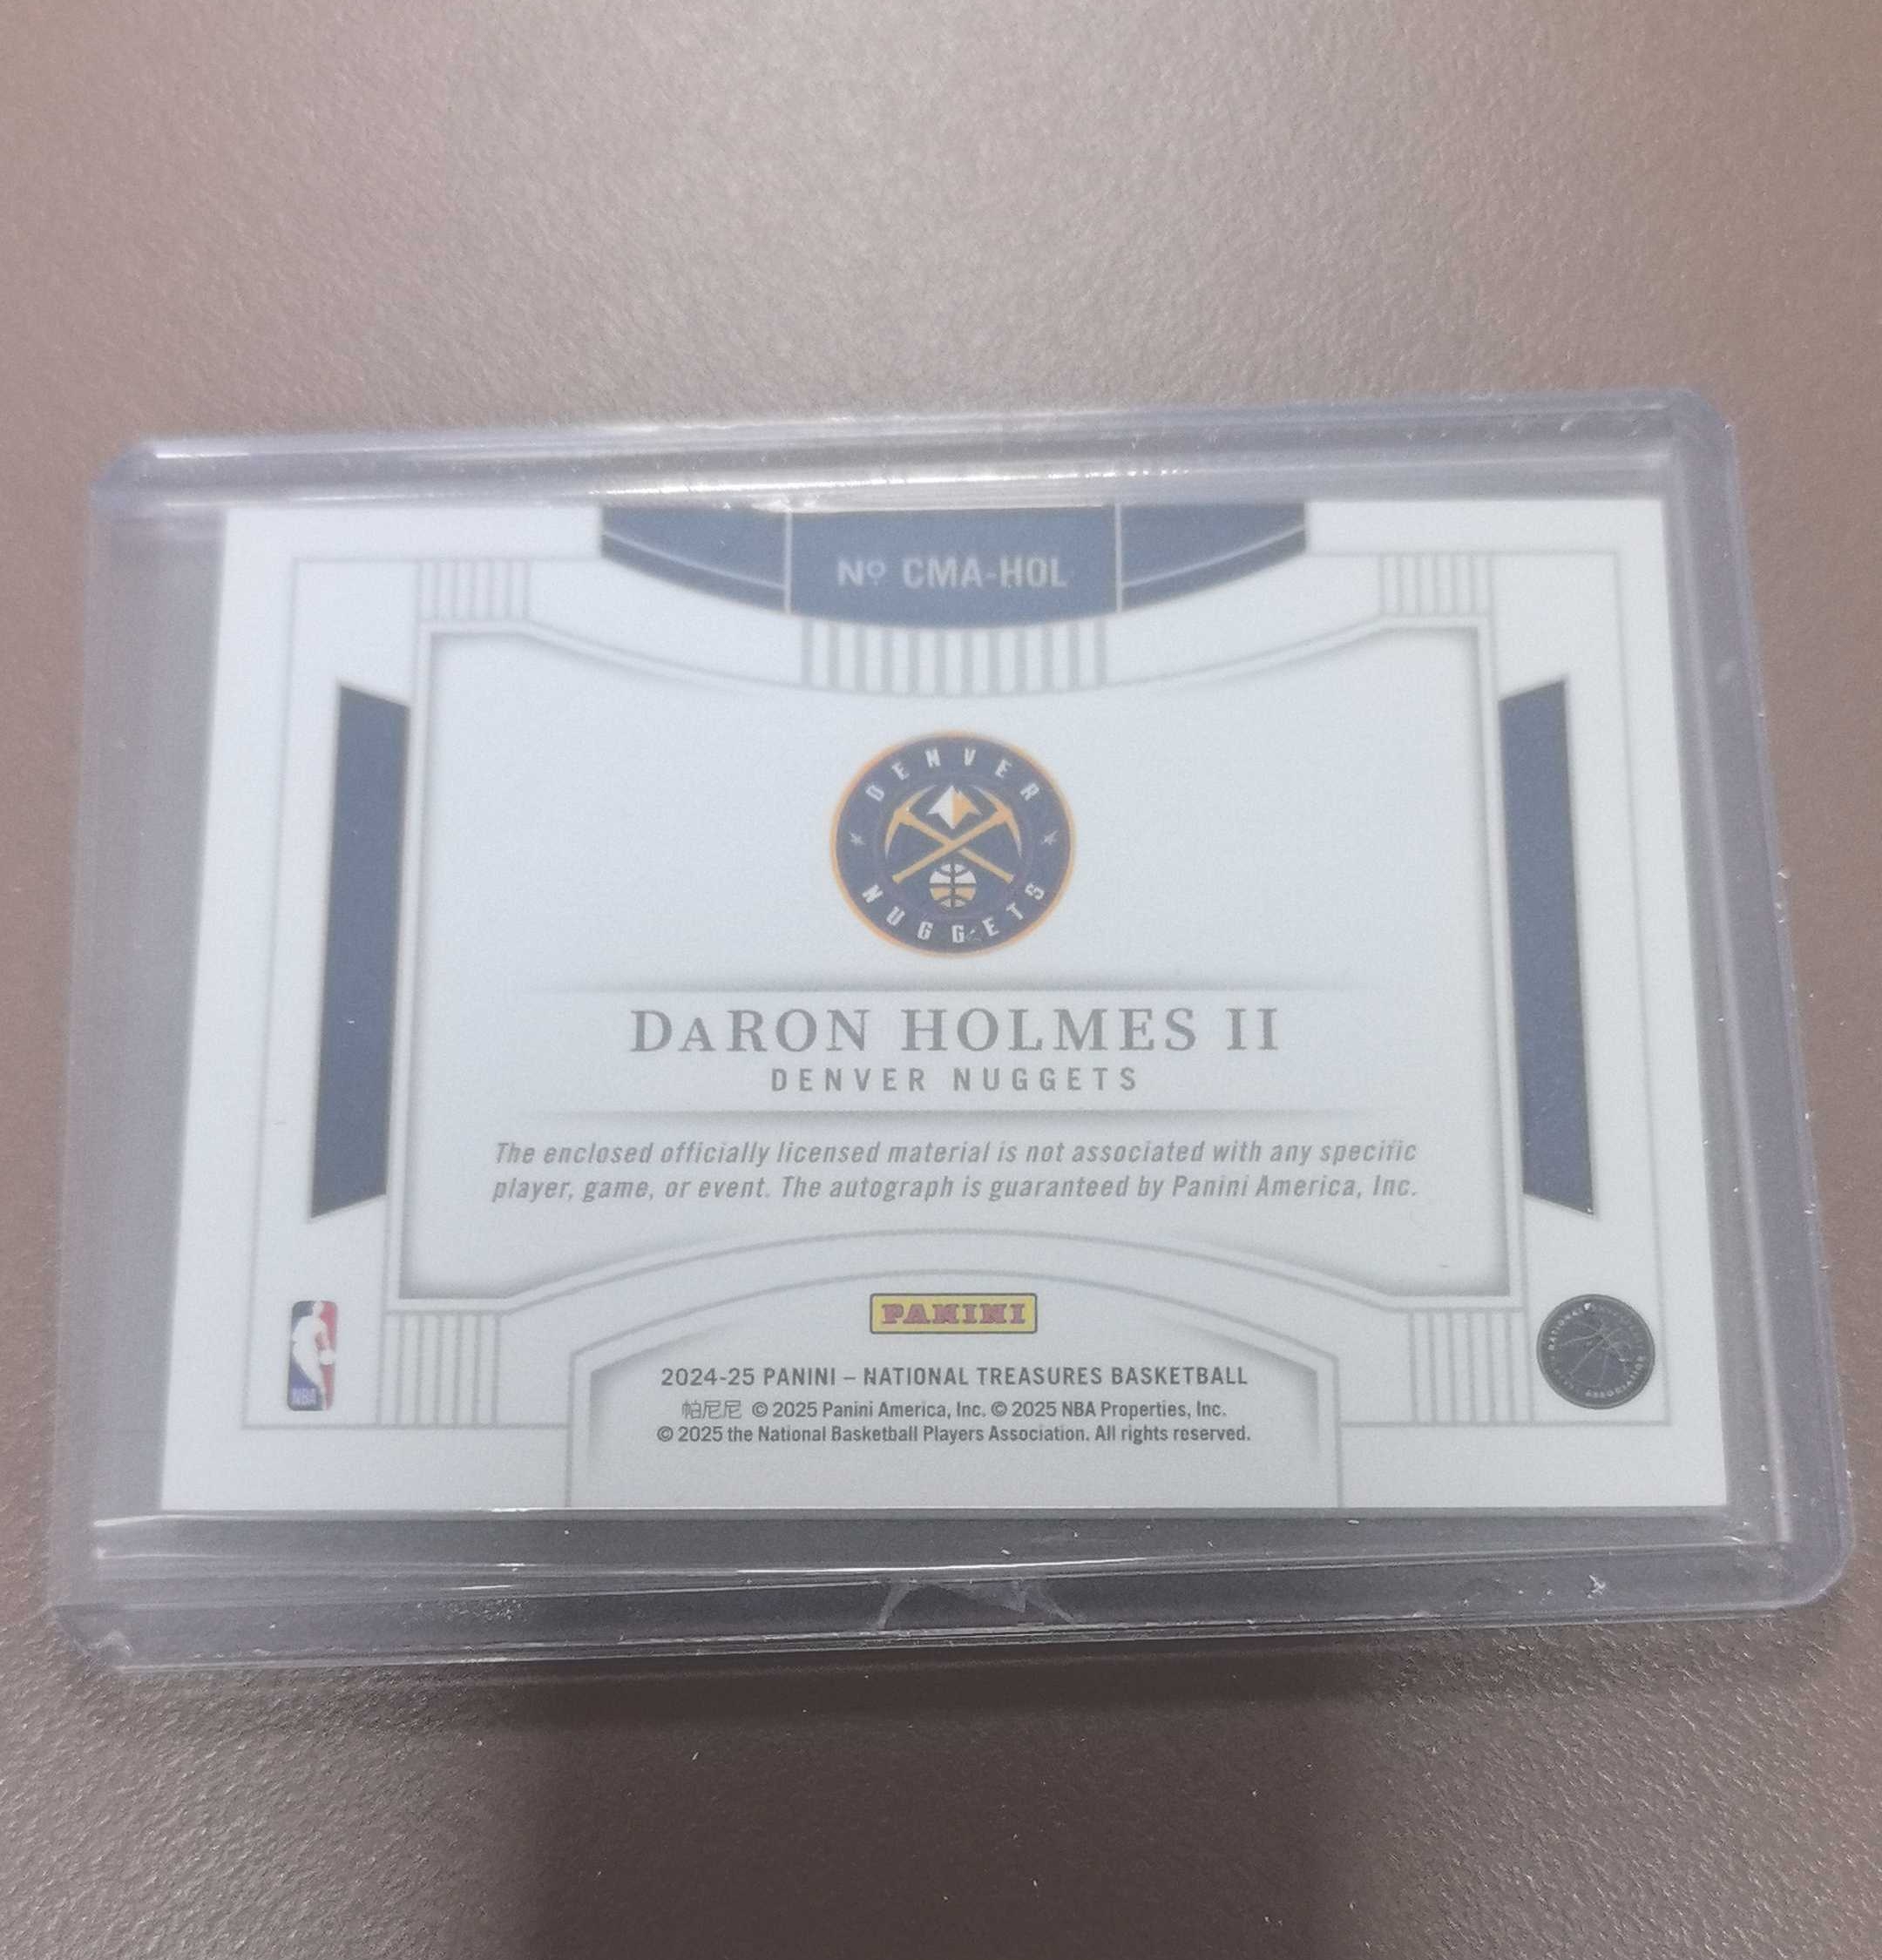 Nº CMA-HOL
DENVER
NUGGETS
DaRON HOLMES II
DENVER NUGGETS
The enclosed officially licensed material is not associated with any specific
player, game, or event. The autograph is guaranteed by Panini America, Inc.
PANINI
NBA
2024-25 PANINI – NATIONAL TREASURES BASKETBALL
帕尼尼 © 2025 Panini America, Inc. © 2025 NBA Properties, Inc.
© 2025 the National Basketball Players Association. All rights reserved.